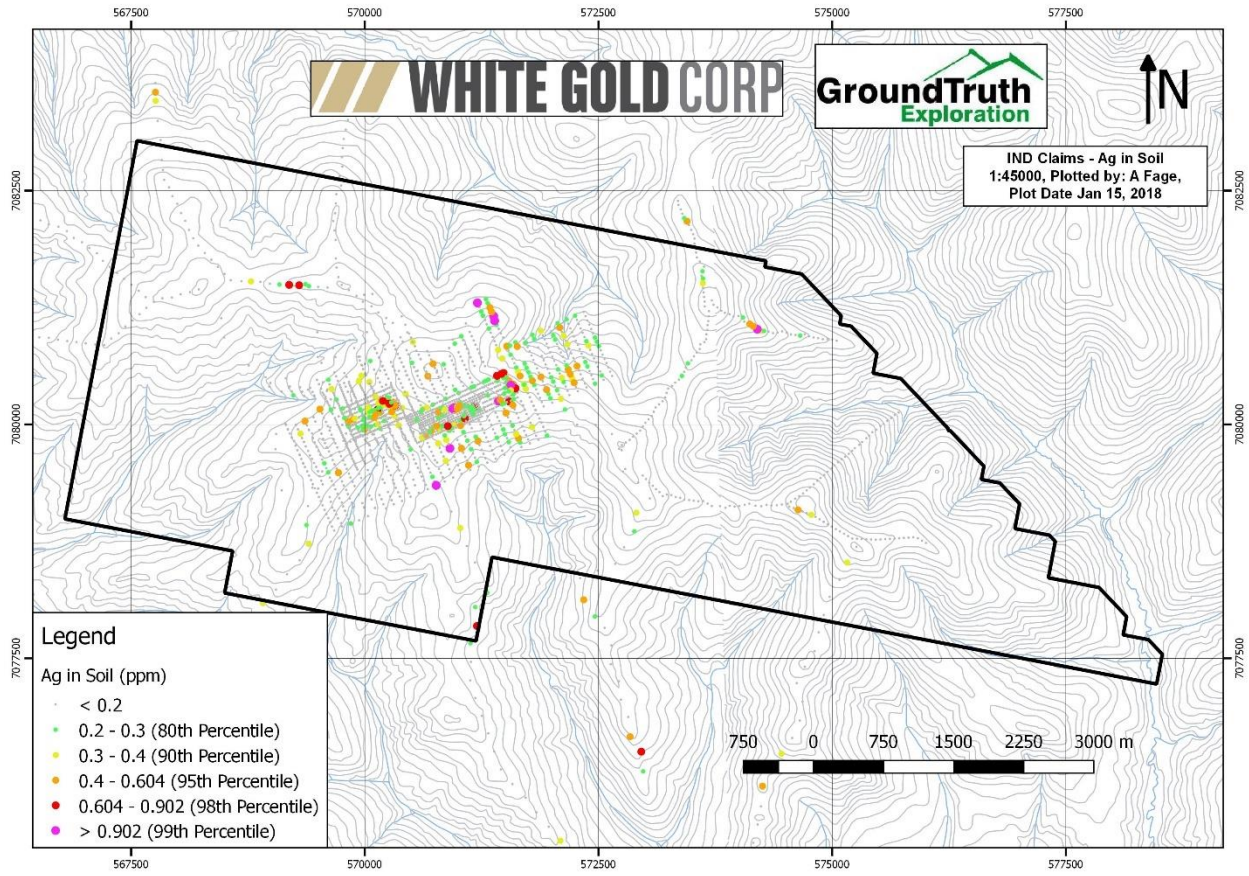 567500 570000 572500 575000 577500
WHITE GOLD CORP
GroundTruth
Exploration
N
IND Claims - Ag in Soil
1:45000, Plotted by: A Fage,
Plot Date Jan 15, 2018
7082500 7082500
7080000 7080000
7077500 7077500
Legend
Ag in Soil (ppm)
< 0.2
0.2 - 0.3 (80th Percentile)
0.3 - 0.4 (90th Percentile)
0.4 - 0.604 (95th Percentile)
0.604 - 0.902 (98th Percentile)
> 0.902 (99th Percentile)
750 0 750 1500 2250 3000 m
567500 570000 572500 575000 577500